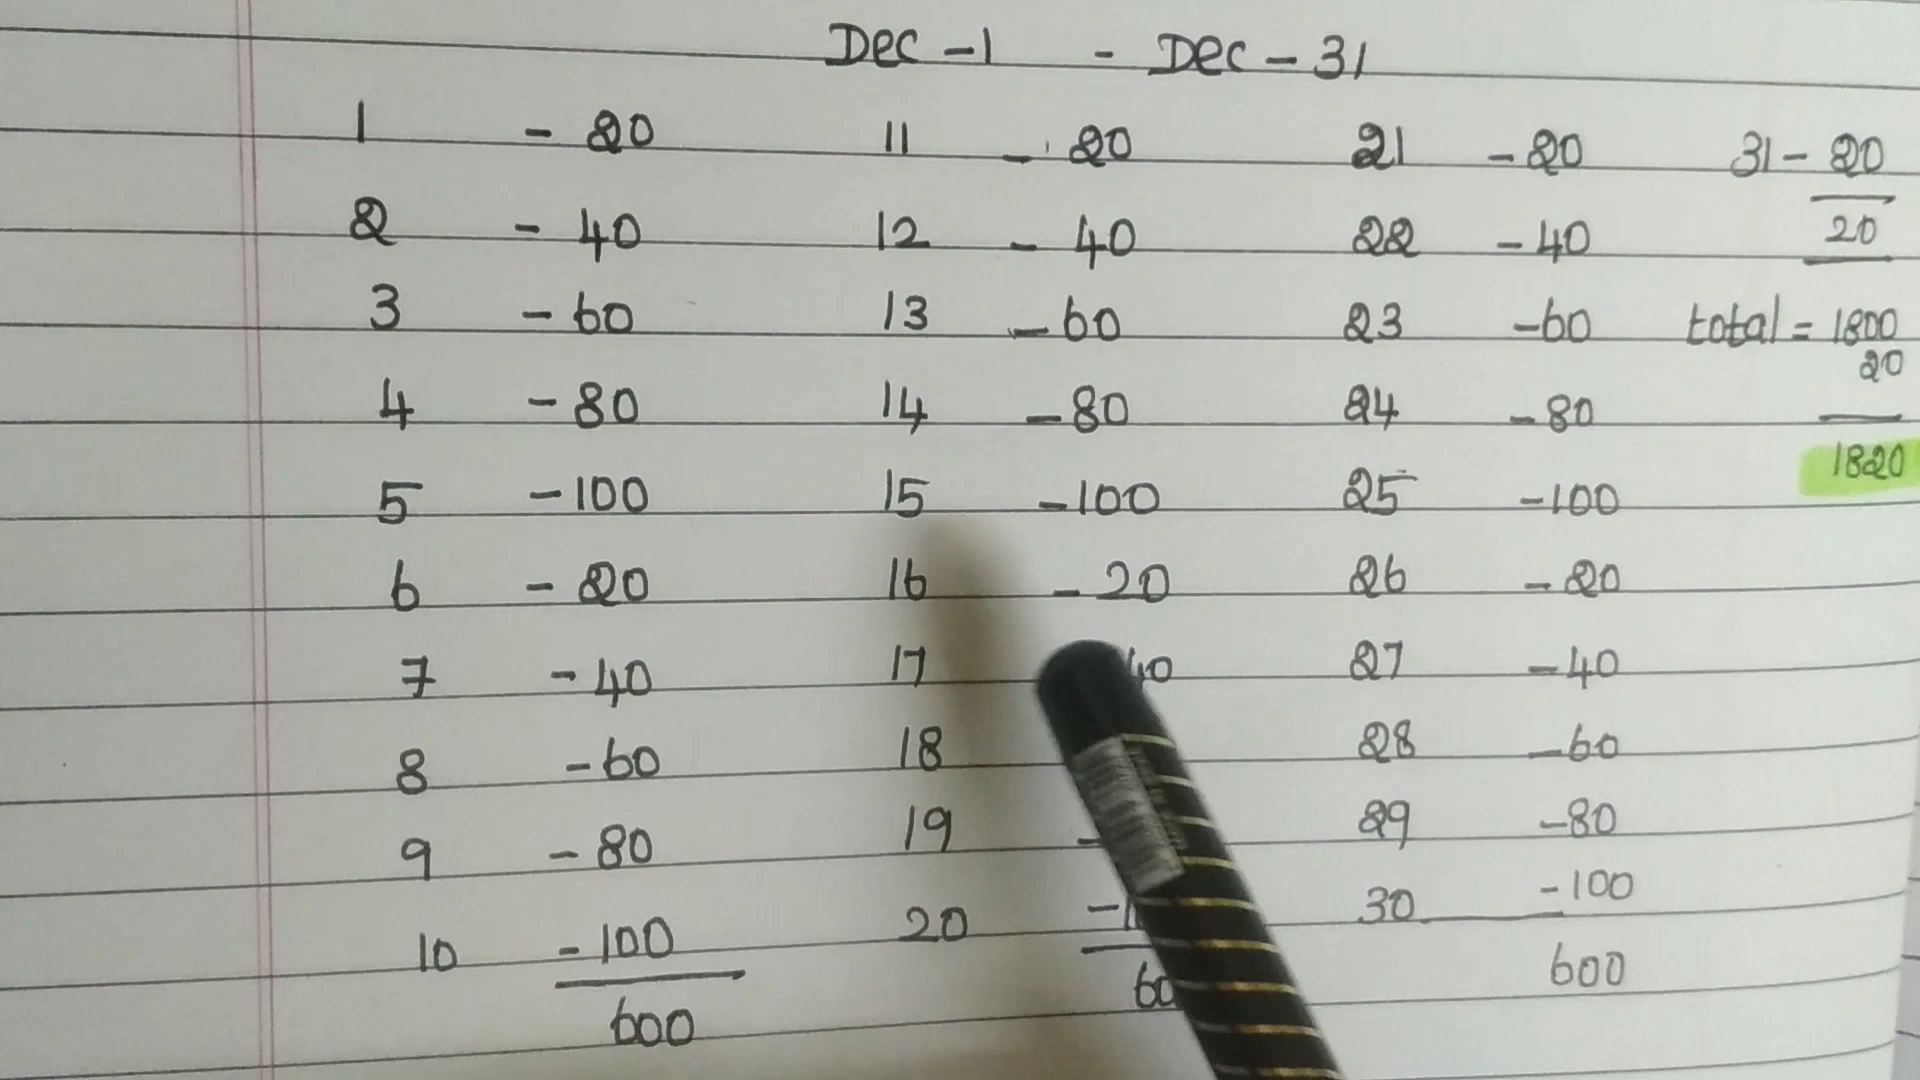 Dec - 1 - Dec - 31
1 - 20 11 - 20 21 - 20 31 - 20
2 - 40 12 - 40 22 - 40 20
3 - 60 13 - 60 23 - 60 total = 1800
20
4 - 80 14 - 80 24 - 80
1820
5 - 100 15 - 100 25 - 100
6 - 20 16 - 20 26 - 20
7 - 40 17 40 27 - 40
8 - 60 18 28 - 60
9 - 80 19 - 29 - 80
10 - 100 20 - 30 - 100
600 600